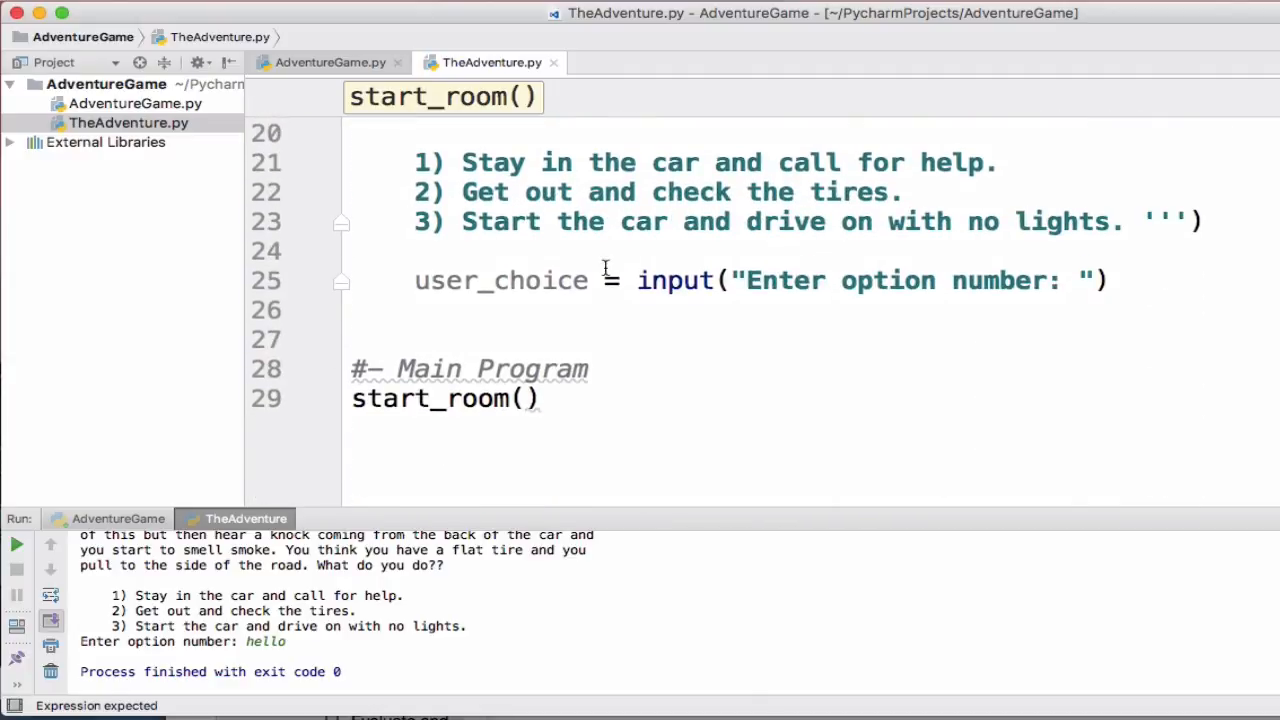 TheAdventure.py - AdventureGame - [~/PycharmProjects/AdventureGame]
AdventureGame TheAdventure.py
Project AdventureGame.py TheAdventure.py
AdventureGame ~/Pycharm
AdventureGame.py
TheAdventure.py
External Libraries
start_room()
20
21 1) Stay in the car and call for help.
22 2) Get out and check the tires.
23 3) Start the car and drive on with no lights. ''')
24
25 user_choice = input("Enter option number: ")
26
27
28 #- Main Program
29 start_room()
Run: AdventureGame TheAdventure
of this but then hear a knock coming from the back of the car and
you start to smell smoke. You think you have a flat tire and you
pull to the side of the road. What do you do??
1) Stay in the car and call for help.
2) Get out and check the tires.
3) Start the car and drive on with no lights.
Enter option number: hello
Process finished with exit code 0
Expression expected